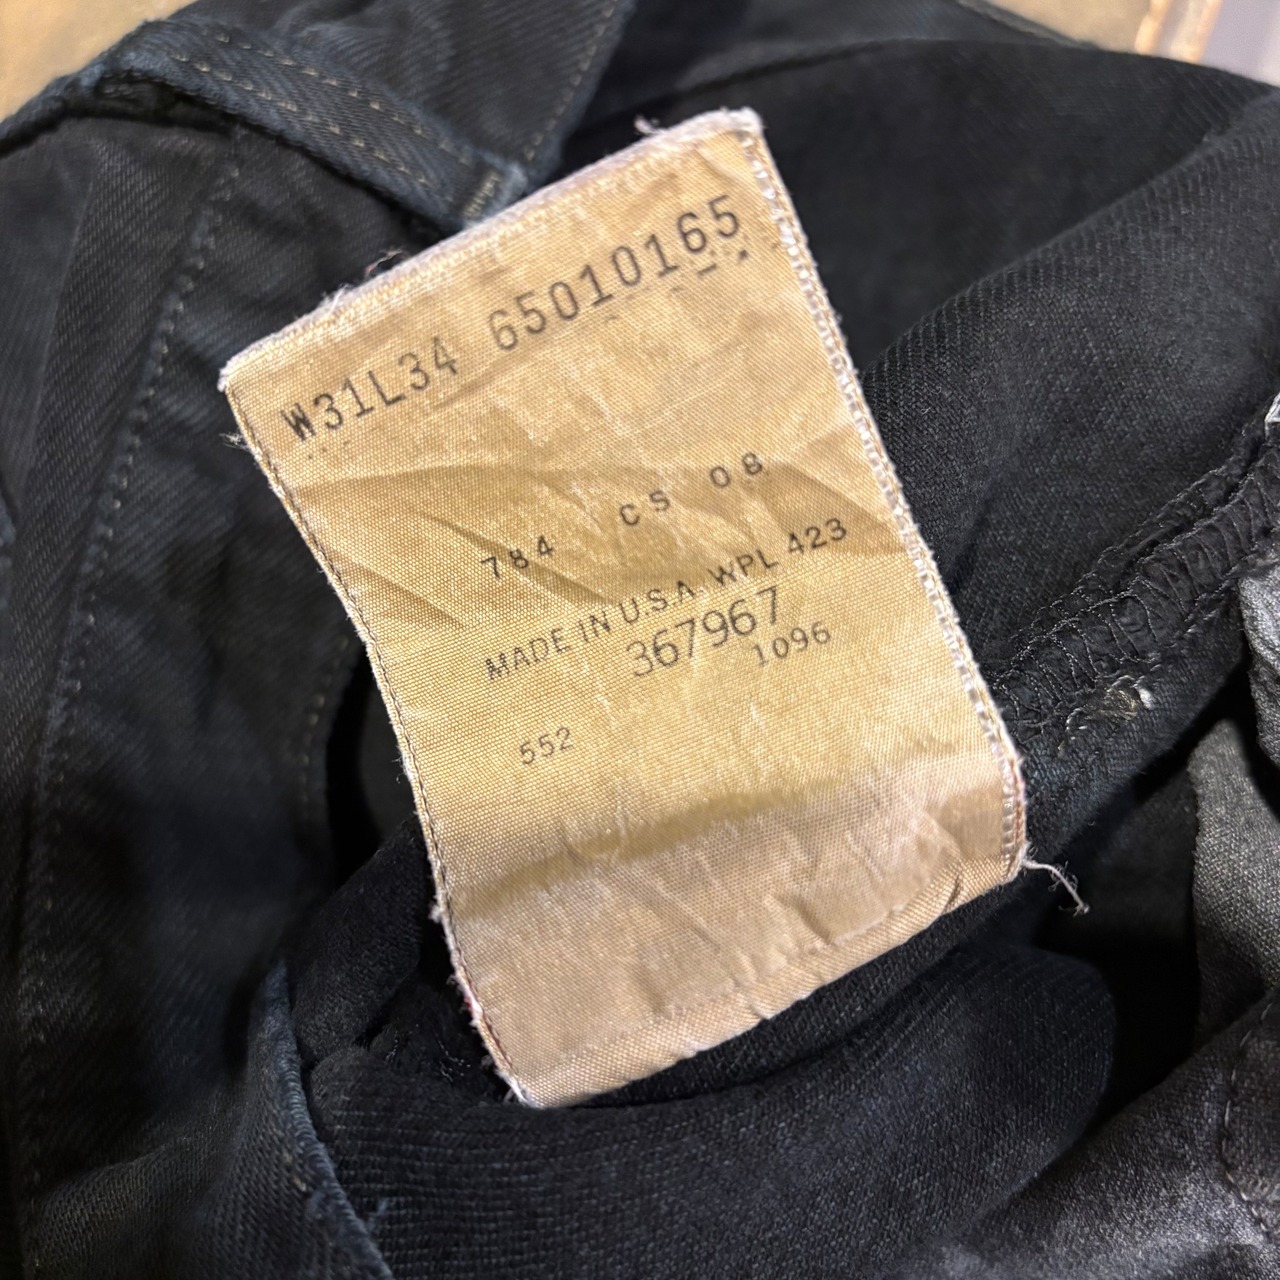 W31L34 65010165
784 CS 08
MADE IN U.S.A. WPL 423
367967
1096
552